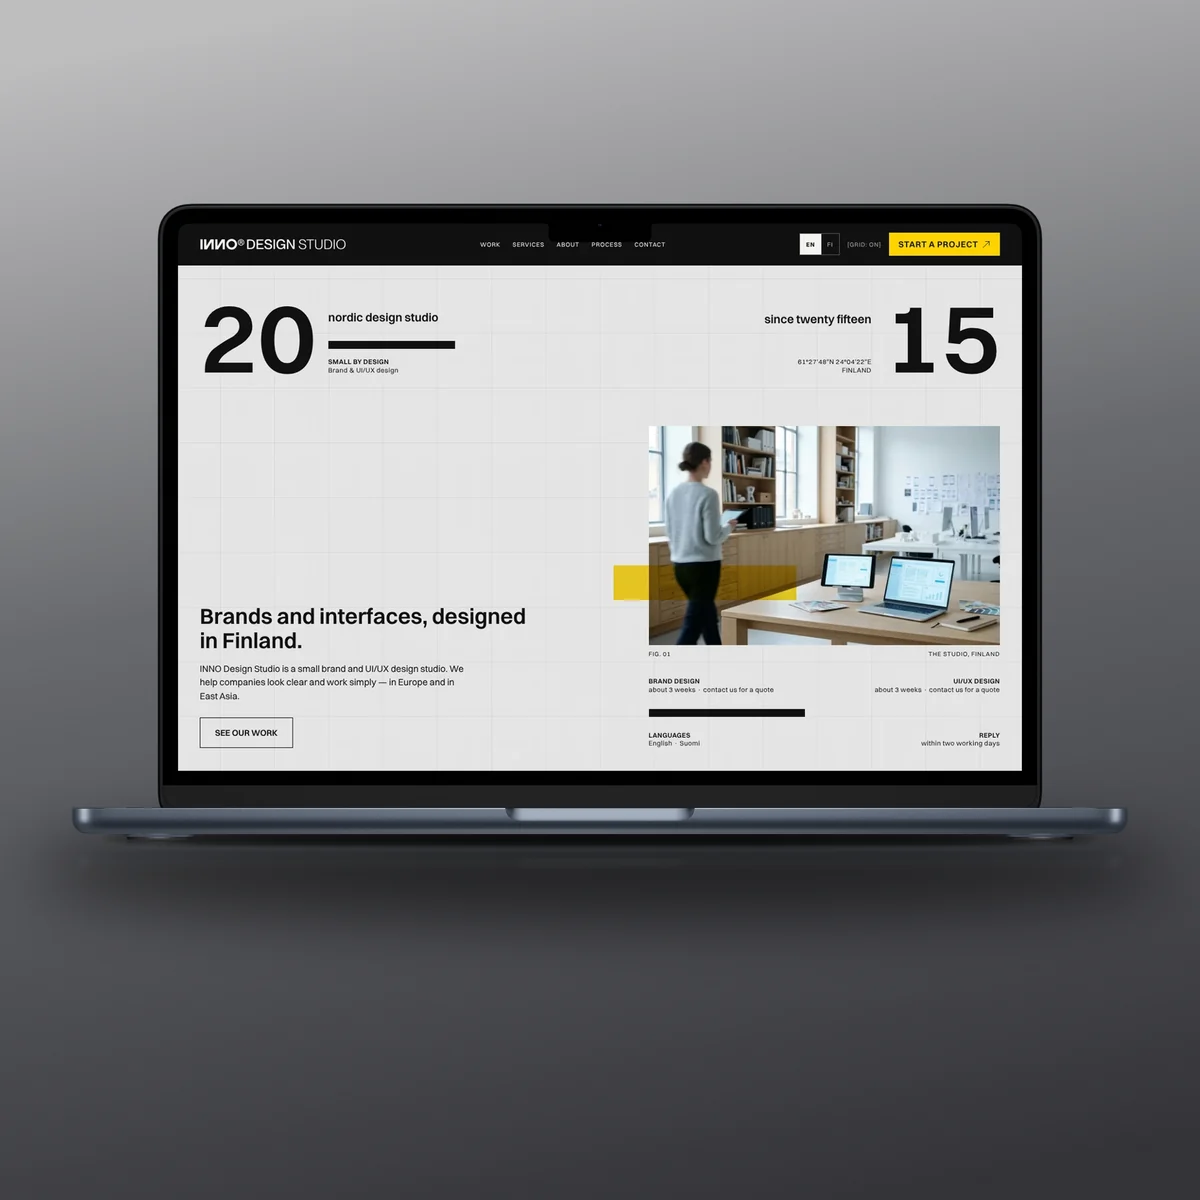 INNO® DESIGN STUDIO
WORK SERVICES ABOUT PROCESS CONTACT
EN FI [GRID: ON] START A PROJECT ↗
20
nordic design studio
SMALL BY DESIGN
Brand & UI/UX design
since twenty fifteen
61°27'48"N 24°04'22"E
FINLAND
15
Brands and interfaces, designed
in Finland.
INNO Design Studio is a small brand and UI/UX design studio. We
help companies look clear and work simply — in Europe and in
East Asia.
SEE OUR WORK
FIG. 01 THE STUDIO, FINLAND
BRAND DESIGN
about 3 weeks · contact us for a quote
UI/UX DESIGN
about 3 weeks · contact us for a quote
LANGUAGES
English · Suomi
REPLY
within two working days